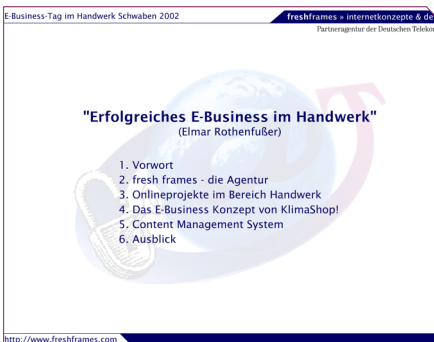 E-Business-Tag im Handwerk Schwaben 2002
freshframes » internetkonzepte & de
Partneragentur der Deutschen Teleko
"Erfolgreiches E-Business im Handwerk"
(Elmar Rothenfußer)
1. Vorwort
2. fresh frames - die Agentur
3. Onlineprojekte im Bereich Handwerk
4. Das E-Business Konzept von KlimaShop!
5. Content Management System
6. Ausblick
http://www.freshframes.com